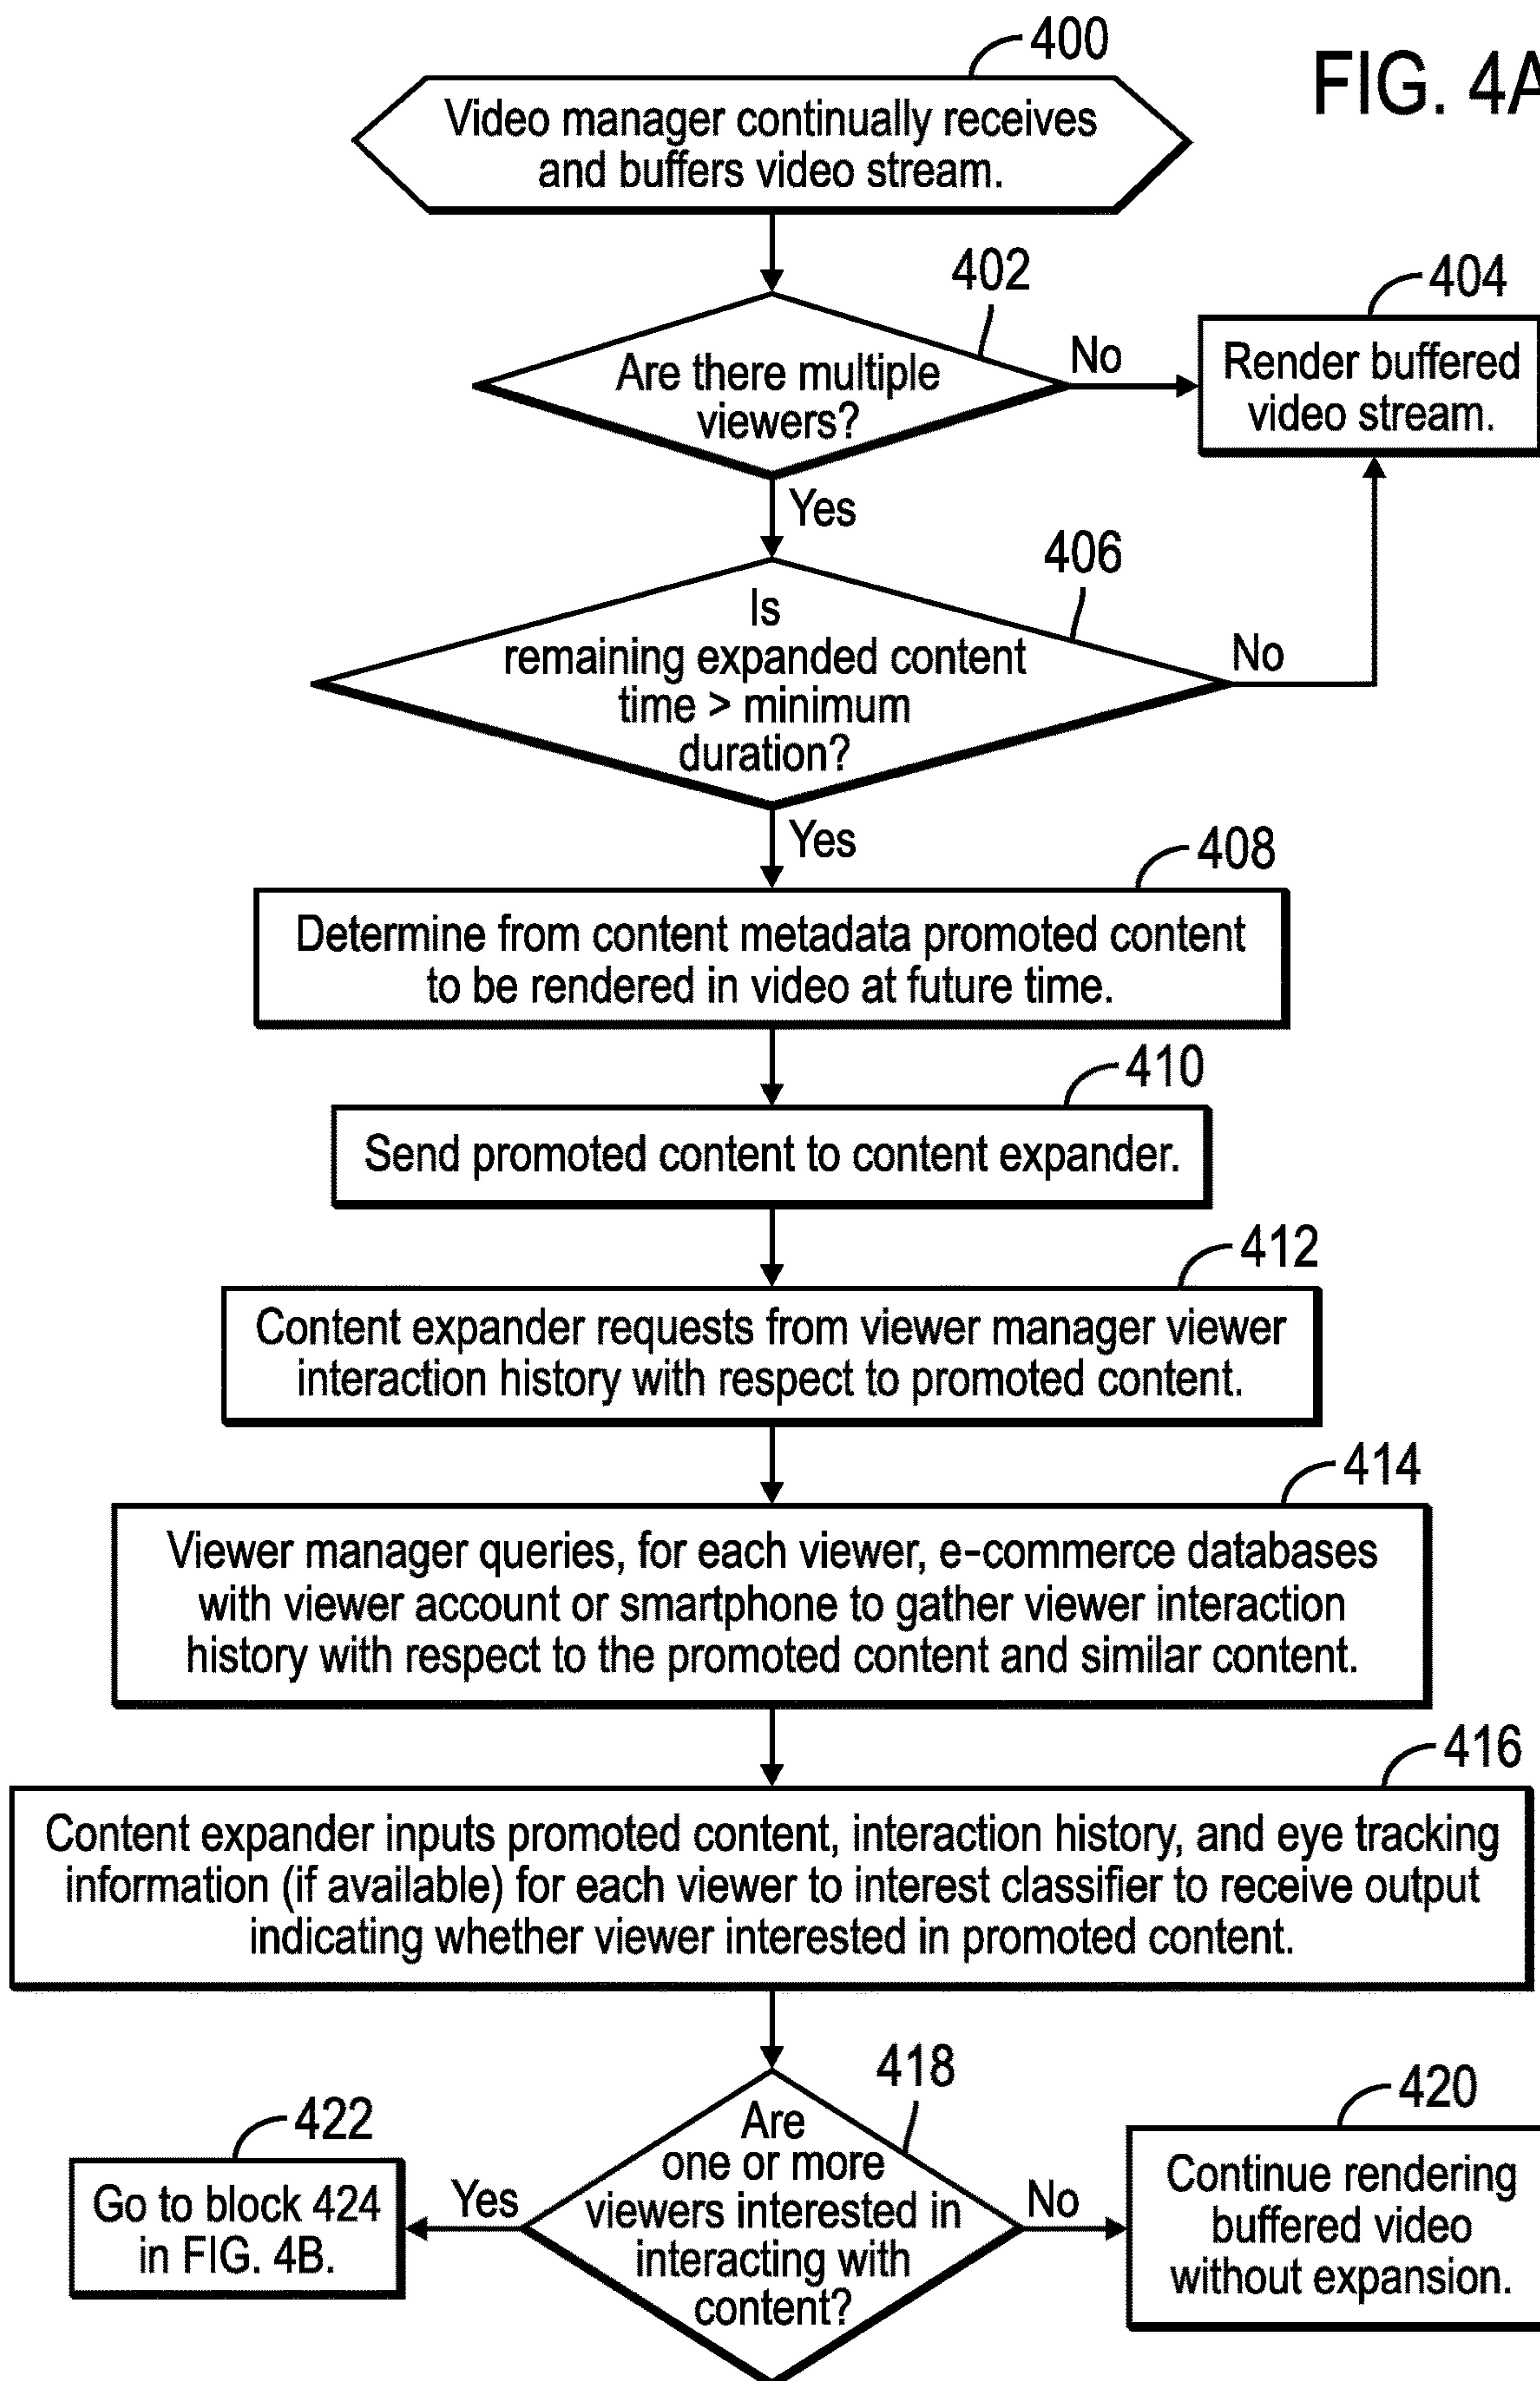 400
FIG. 4A
Video manager continually receives
and buffers video stream.
402
404
Are there multiple
viewers?
No
Render buffered
video stream.
Yes
406
Is
remaining expanded content
time > minimum
duration?
No
Yes
408
Determine from content metadata promoted content
to be rendered in video at future time.
410
Send promoted content to content expander.
412
Content expander requests from viewer manager viewer
interaction history with respect to promoted content.
414
Viewer manager queries, for each viewer, e-commerce databases
with viewer account or smartphone to gather viewer interaction
history with respect to the promoted content and similar content.
416
Content expander inputs promoted content, interaction history, and eye tracking
information (if available) for each viewer to interest classifier to receive output
indicating whether viewer interested in promoted content.
418
420
422
Are
one or more
viewers interested in
interacting with
content?
Yes
Go to block 424
in FIG. 4B.
No
Continue rendering
buffered video
without expansion.